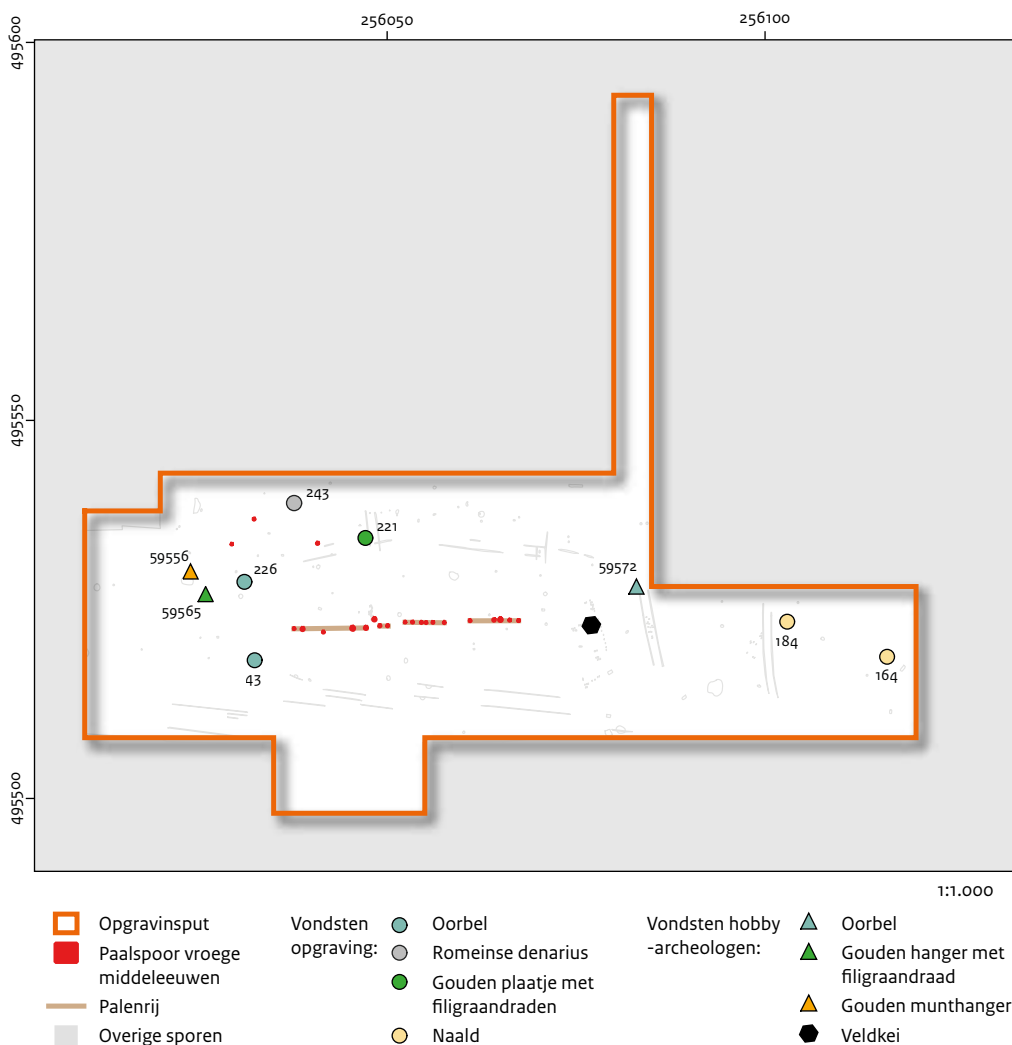 256050
256100
495600
495550
495500
243
221
59556
226
59565
59572
43
184
164
1:1.000
Opgravinsput
Paalspoor vroege
middeleeuwen
Palenrij
Overige sporen
Vondsten
opgraving:
Oorbel
Romeinse denarius
Gouden plaatje met
filigraandraden
Naald
Vondsten hobby
-archeologen:
Oorbel
Gouden hanger met
filigraandraad
Gouden munthanger
Veldkei